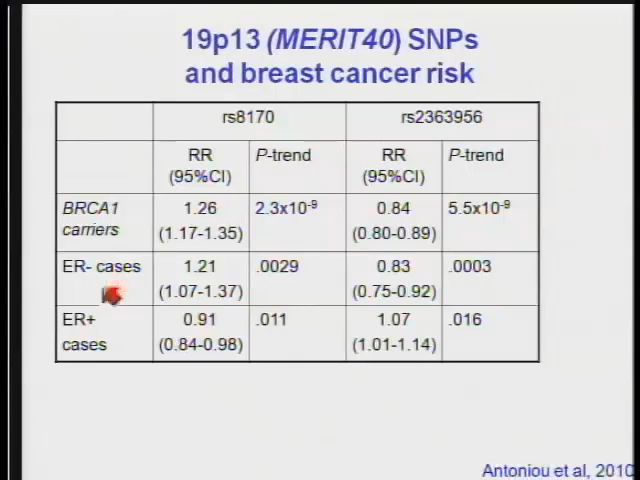 19p13 (MERIT40) SNPs
and breast cancer risk
rs8170 rs2363956
RR P-trend RR P-trend
(95%CI) (95%CI)
BRCA1 1.26 2.3x10-9 0.84 5.5x10-9
carriers (1.17-1.35) (0.80-0.89)
ER- cases 1.21 .0029 0.83 .0003
(1.07-1.37) (0.75-0.92)
ER+ 0.91 .011 1.07 .016
cases (0.84-0.98) (1.01-1.14)
Antoniou et al, 2010